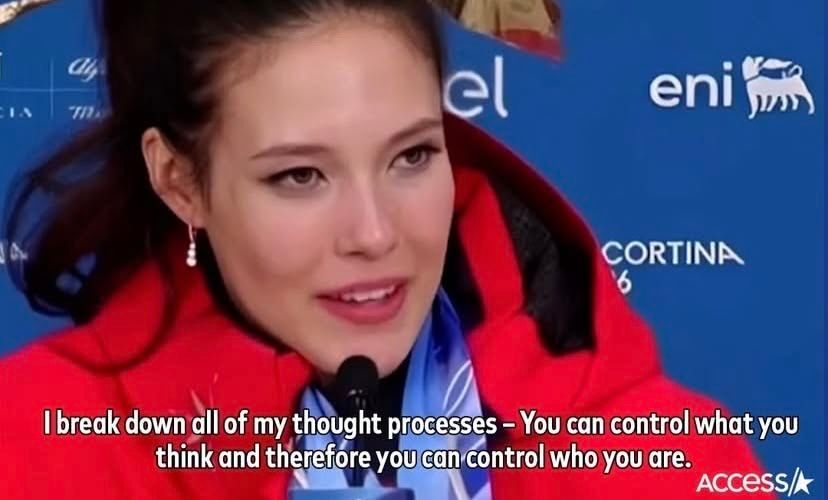 el
eni
CORTINA
I break down all of my thought processes – You can control what you
think and therefore you can control who you are.
ACCESS